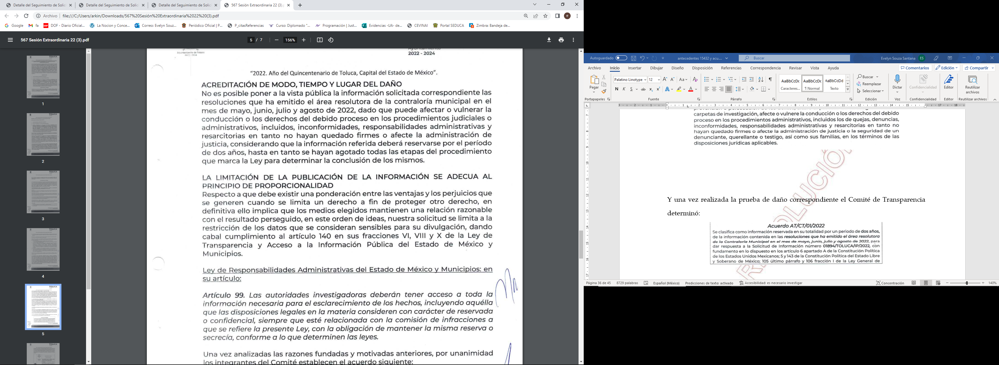 Detalle del Seguimiento de Solic
Detalle del Seguimiento de Solic
Detalle del Seguimiento de Solic
567 Sesión Extraordinaria 22 (3).p
Archivo | file:///C:/Users/arkin/Downloads/567%20Sesión%20Extraordinaria%2022%20(3).pdf
Google
fa
DOF - Diario Oficial...
La Nocion y Conce...
Correo: Evelyn Souz...
Periódico Oficial | P...
P_citasReferencias
Curso: Diplomado "...
Programación | Just...
Evidencias -UA- de...
CEVINAI
Portal SEDUCA
Zimbra: Bandeja de...
567 Sesión Extraordinaria 22 (3).pdf
5 / 7
156%
TOLUCA
1
TOLUCA
2
TOLUCA
3
TOLUCA
4
TOLUCA
5
TOLUCA
Ayuntamiento de Toluca
2022 - 2024
Ayuntamiento
2022 - 2024
“2022. Año del Quincentenario de Toluca, Capital del Estado de México”.
ACREDITACIÓN DE MODO, TIEMPO Y LUGAR DEL DAÑO
No es posible poner a la vista pública la información solicitada correspondiente las
resoluciones que ha emitido el área resolutora de la contraloría municipal en el
mes de mayo, junio, julio y agosto de 2022, dado que puede afectar o vulnerar la
conducción o los derechos del debido proceso en los procedimientos judiciales o
administrativos, incluidos, inconformidades, responsabilidades administrativas y
resarcitorias en tanto no hayan quedado firmes o afecte la administración de
justicia, considerando que la información referida deberá reservarse por el período
de dos años, hasta en tanto se hayan agotado todas las etapas del procedimiento
que marca la Ley para determinar la conclusión de los mismos.
LA LIMITACIÓN DE LA PUBLICACIÓN DE LA INFORMACIÓN SE ADECUA AL
PRINCIPIO DE PROPORCIONALIDAD
Respecto a que debe existir una ponderación entre las ventajas y los perjuicios que
se generen cuando se limita un derecho a fin de proteger otro derecho, en
definitiva ello implica que los medios elegidos mantienen una relación razonable
con el resultado perseguido, en este orden de ideas, nuestra solicitud se limita a la
restricción de los datos que se consideran sensibles para su divulgación, dando
cabal cumplimiento al artículo 140 en sus fracciones VI, VIII y X de la Ley de
Transparencia y Acceso a la Información Pública del Estado de México y
Municipios.
Ley de Responsabilidades Administrativas del Estado de México y Municipios: en
su artículo:
Artículo 99. Las autoridades investigadoras deberán tener acceso a toda la
información necesaria para el esclarecimiento de los hechos, incluyendo aquélla
que las disposiciones legales en la materia consideren con carácter de reservada
o confidencial, siempre que esté relacionada con la comisión de infracciones a
que se refiere la presente Ley, con la obligación de mantener la misma reserva o
secrecía, conforme a lo que determinen las leyes.
Una vez analizadas las razones fundadas y motivadas anteriores, por unanimidad
los integrantes del Comité establecen el acuerdo siguiente:
Autoguardado
antecedentes 15432 y acu....
Buscar
Evelyn Souza Santana ES
Archivo Inicio Insertar Dibujar Diseño Disposición Referencias Correspondencia Revisar Vista Ayuda
Comentarios Edición Compartir
Pegar
Palatino Linotype 12
N K S ab x₂ x²
AaBbCcDc AaBbCcDc AaBbCcDd
Caracteres... ¶ Normal Texto
Buscar
Reemplazar
Seleccionar
Dictar
Confidencialidad
Editor
Reutilizar
archivos
Portapapeles Fuente Párrafo Estilos Edición Voz Confidencialidad Editor Reutilizar archivos
carpetas de investigación, afecte o vulnere la conducción o los derechos del debido
proceso en los procedimientos administrativos, incluidos los de quejas, denuncias,
inconformidades, responsabilidades administrativas y resarcitorias en tanto no
hayan quedado firmes o afecte la administración de justicia o la seguridad de un
denunciante, querellante o testigo, así como sus familias, en los términos de las
disposiciones jurídicas aplicables.
Y una vez realizada la prueba de daño correspondiente el Comité de Transparencia
determinó:
Acuerdo AT/CT/01/2022
Se clasifica como información reservada en su totalidad por un periodo de dos años,
de la información contenida en las resoluciones que ha emitido el área resolutora
de la Contraloría Municipal en el mes de mayo, junio, julio y agosto de 2022, para
dar respuesta a la Solicitud de Información número 01894/TOLUCA/IP/2022, con
fundamento en lo dispuesto en los artículo 6 apartado A de la Constitución Política
de los Estados Unidos Mexicanos; 5 y 143 de la Constitución Política del Estado Libre
y Soberano de México; 105 último párrafo y 106 fracción I de la Ley General de
Página 36 de 45 8729 palabras Español (México) Predicciones de texto: activado Accesibilidad: es necesario investigar Concentración 140%